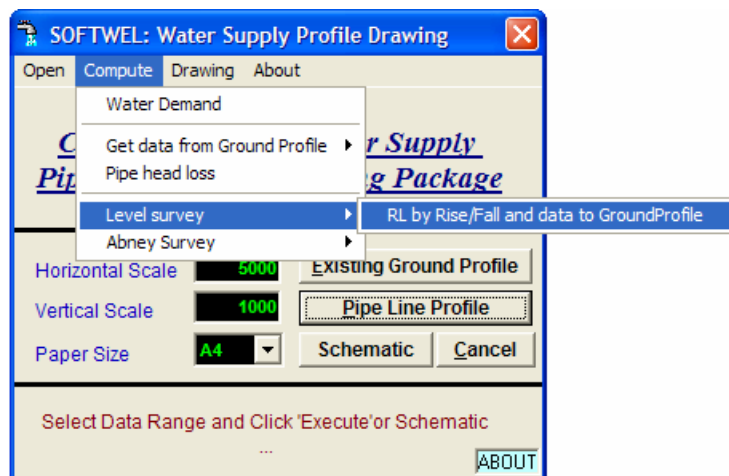 SOFTWEL: Water Supply Profile Drawing
Open Compute Drawing About
Water Demand
Get data from Ground Profile
Pipe head loss
Level survey
RL by Rise/Fall and data to GroundProfile
Abney Survey
Supply
Package
Horizontal Scale 5000 Existing Ground Profile
Vertical Scale 1000 Pipe Line Profile
Paper Size A4 Schematic Cancel
Select Data Range and Click 'Execute'or Schematic
...
ABOUT